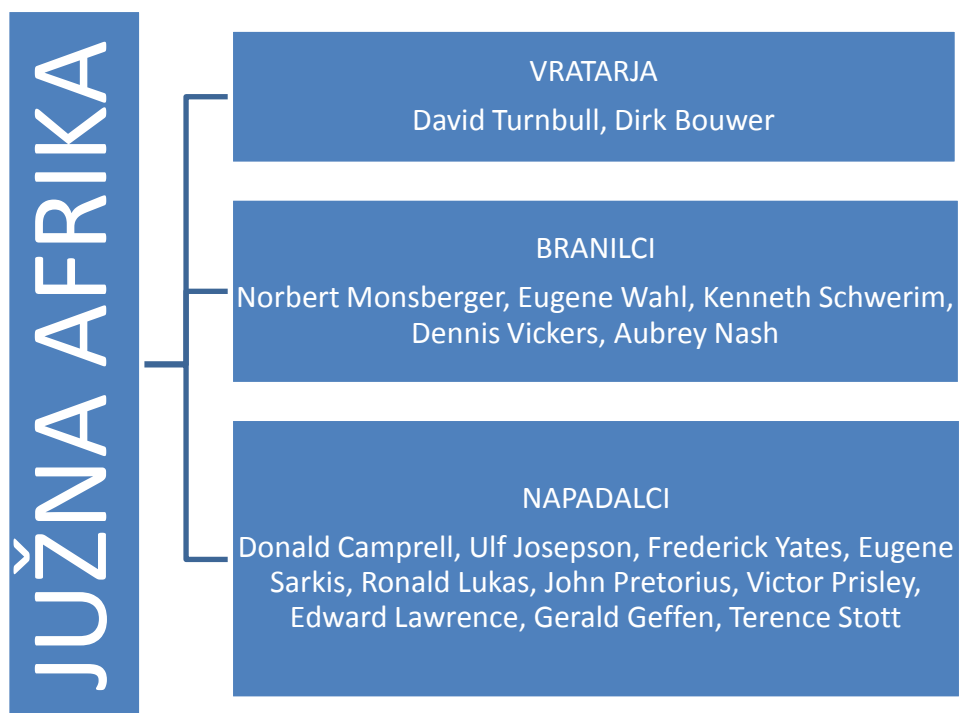 JUŽNA AFRIKA
VRATARJA
David Turnbull, Dirk Bouwer
BRANILCI
Norbert Monsberger, Eugene Wahl, Kenneth Schwerim,
Dennis Vickers, Aubrey Nash
NAPADALCI
Donald Camprell, Ulf Josepson, Frederick Yates, Eugene
Sarkis, Ronald Lukas, John Pretorius, Victor Prisley,
Edward Lawrence, Gerald Geffen, Terence Stott